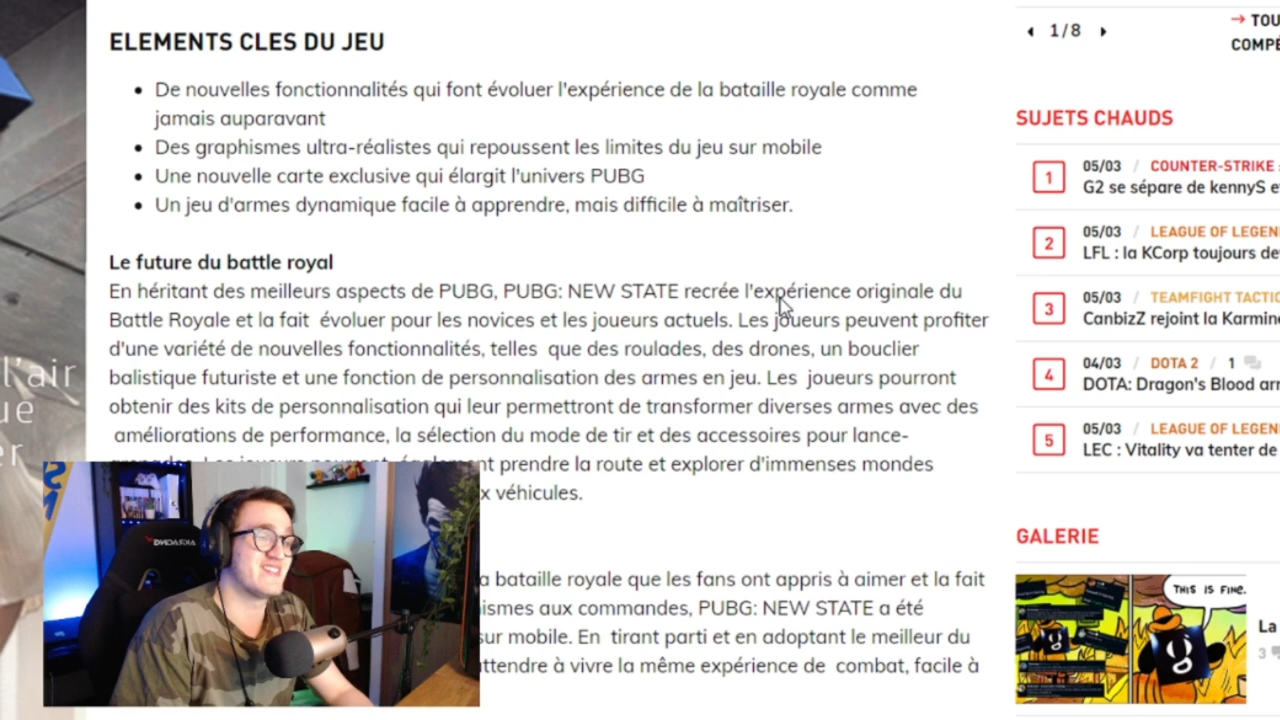 ELEMENTS CLES DU JEU
De nouvelles fonctionnalités qui font évoluer l'expérience de la bataille royale comme
jamais auparavant
Des graphismes ultra-réalistes qui repoussent les limites du jeu sur mobile
Une nouvelle carte exclusive qui élargit l'univers PUBG
Un jeu d'armes dynamique facile à apprendre, mais difficile à maîtriser.
Le future du battle royal
En héritant des meilleurs aspects de PUBG, PUBG: NEW STATE recrée l'expérience originale du
Battle Royale et la fait évoluer pour les novices et les joueurs actuels. Les joueurs peuvent profiter
d'une variété de nouvelles fonctionnalités, telles que des roulades, des drones, un bouclier
balistique futuriste et une fonction de personnalisation des armes en jeu. Les joueurs pourront
obtenir des kits de personnalisation qui leur permettront de transformer diverses armes avec des
améliorations de performance, la sélection du mode de tir et des accessoires pour lance-
prendre la route et explorer d'immenses mondes
véhicules.
bataille royale que les fans ont appris à aimer et la fait
aux commandes, PUBG: NEW STATE a été
sur mobile. En tirant parti et en adoptant le meilleur du
à vivre la même expérience de combat, facile à
l'air
1/8
→ TOU
COMPÉ
SUJETS CHAUDS
1 05/03 / COUNTER-STRIKE
G2 se sépare de kennyS e
2 05/03 / LEAGUE OF LEGEN
LFL : la KCorp toujours de
3 05/03 / TEAMFIGHT TACTIC
CanbizZ rejoint la Karmin
4 04/03 / DOTA 2 / 1
DOTA: Dragon's Blood ar
5 05/03 / LEAGUE OF LEGEN
LEC : Vitality va tenter de
GALERIE
THIS IS FINE.
La
3